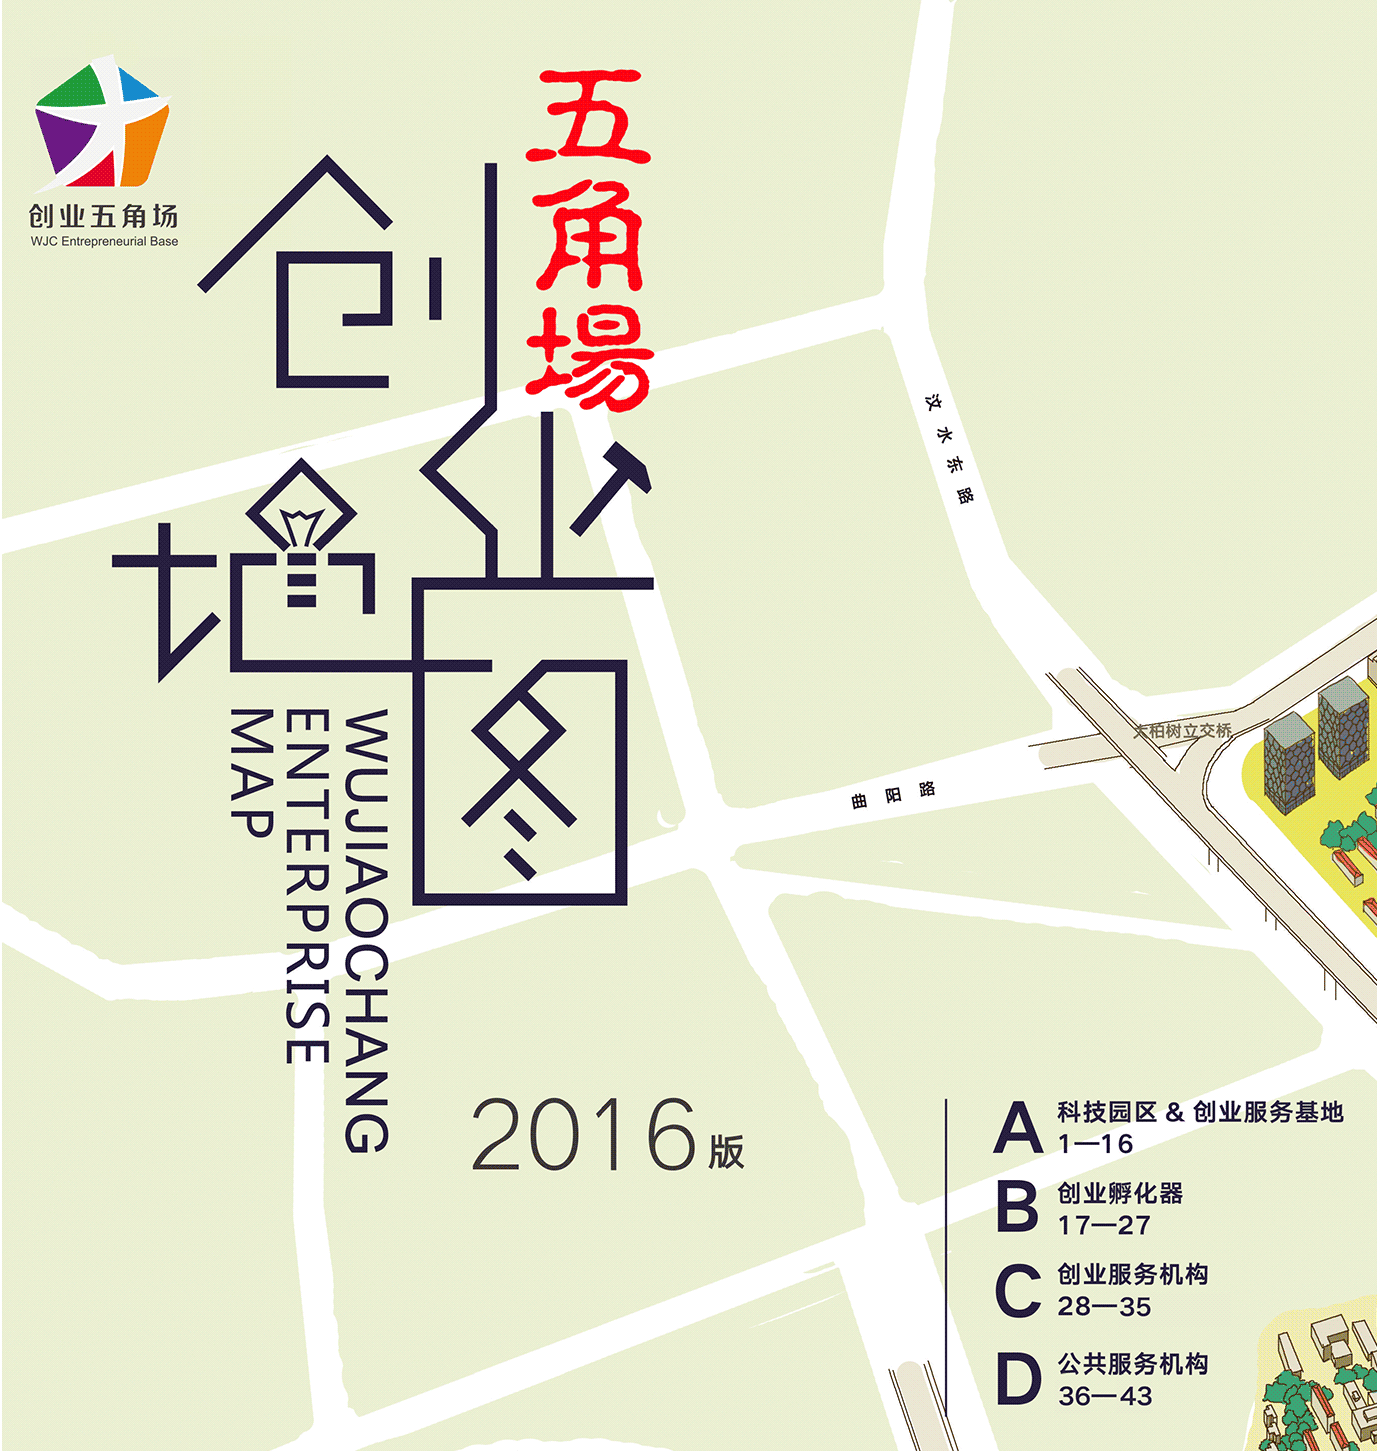 创业五角场
WJC Entrepreneurial Base
五角場
创业
地图
WUJIAOCHANG
ENTERPRISE
MAP
2016版
汶水东路
大柏树立交桥
曲阳路
A 科技园区 & 创业服务基地
1—16
B 创业孵化器
17—27
C 创业服务机构
28—35
D 公共服务机构
36—43